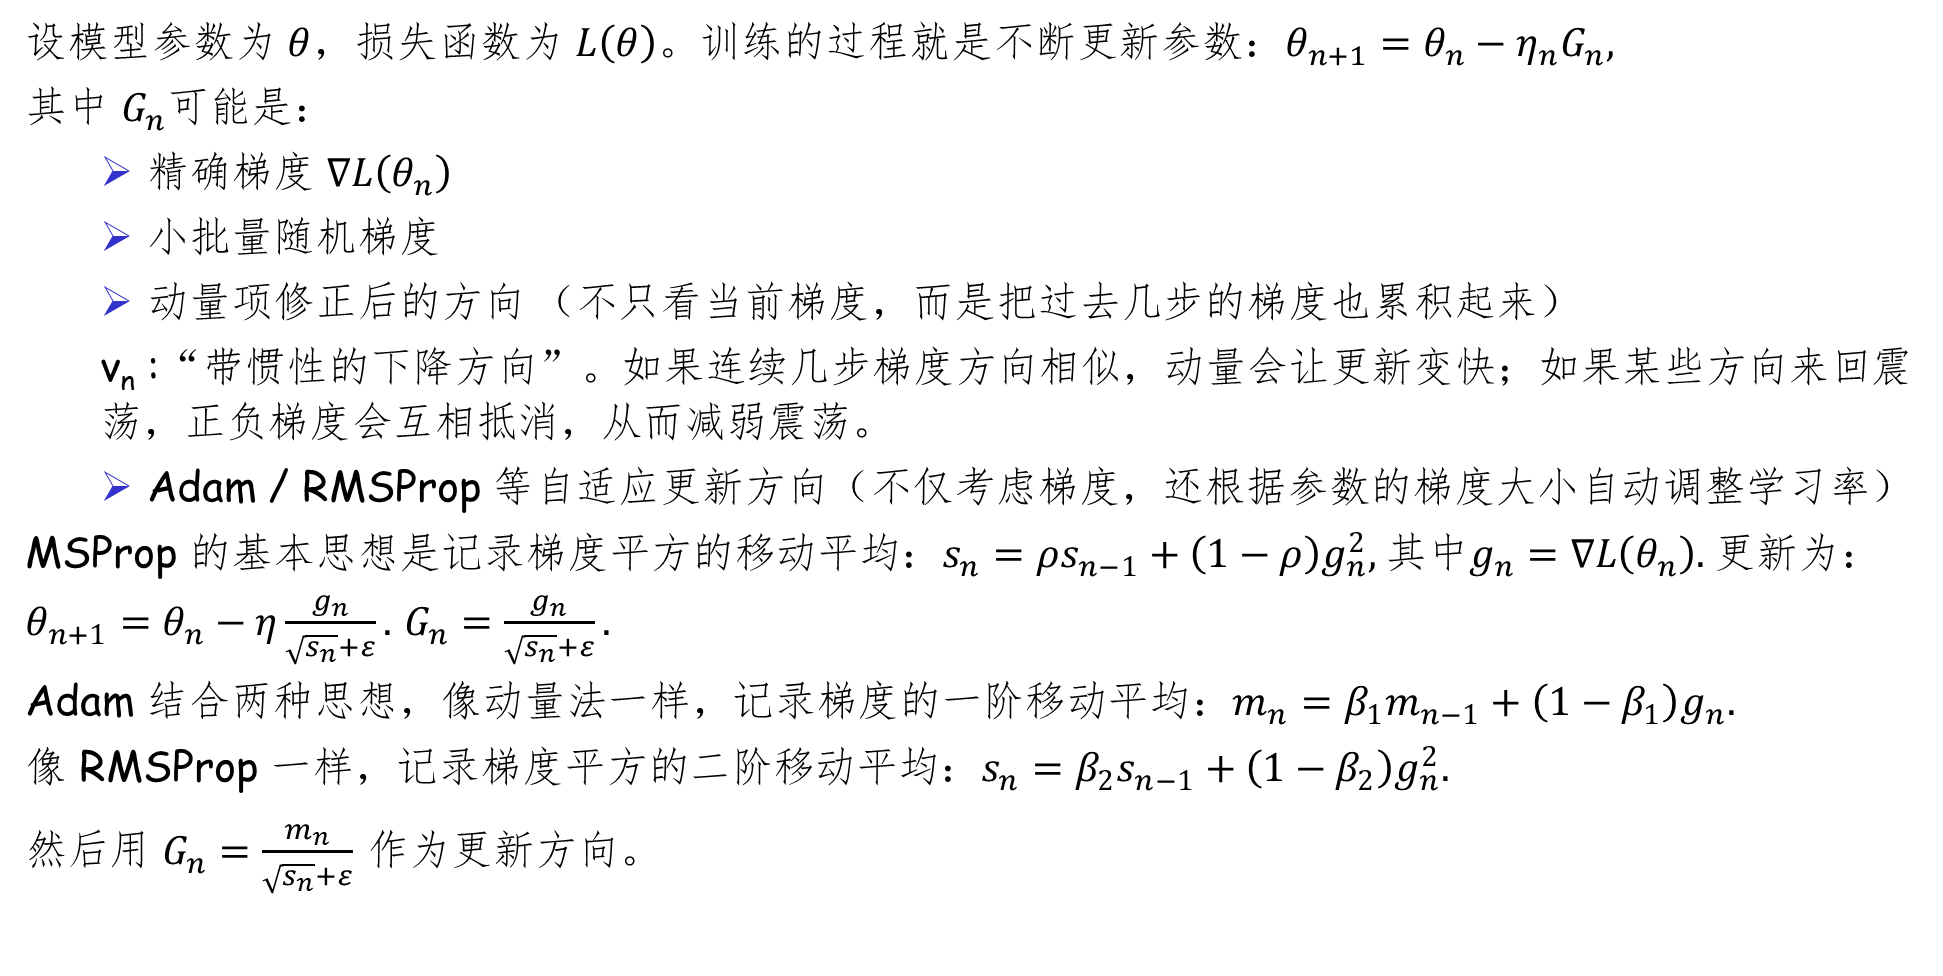 设模型参数为 θ，损失函数为 L(θ)。训练的过程就是不断更新参数：θ_{n+1} = θ_n − η_n G_n,
其中 G_n可能是：
➢ 精确梯度 ∇L(θ_n)
➢ 小批量随机梯度
➢ 动量项修正后的方向 （不只看当前梯度，而是把过去几步的梯度也累积起来）
v_n：“带惯性的下降方向”。如果连续几步梯度方向相似，动量会让更新变快；如果某些方向来回震
荡，正负梯度会互相抵消，从而减弱震荡。
➢ Adam / RMSProp 等自适应更新方向（不仅考虑梯度，还根据参数的梯度大小自动调整学习率）
MSProp 的基本思想是记录梯度平方的移动平均：s_n = ρs_{n−1} + (1 − ρ)g_n^2, 其中g_n = ∇L(θ_n). 更新为：
θ_{n+1} = θ_n − η g_n/(√s_n+ε). G_n = g_n/(√s_n+ε).
Adam 结合两种思想，像动量法一样，记录梯度的一阶移动平均：m_n = β_1 m_{n−1} + (1 − β_1)g_n.
像 RMSProp 一样，记录梯度平方的二阶移动平均：s_n = β_2 s_{n−1} + (1 − β_2)g_n^2.
然后用 G_n = m_n/(√s_n+ε) 作为更新方向。